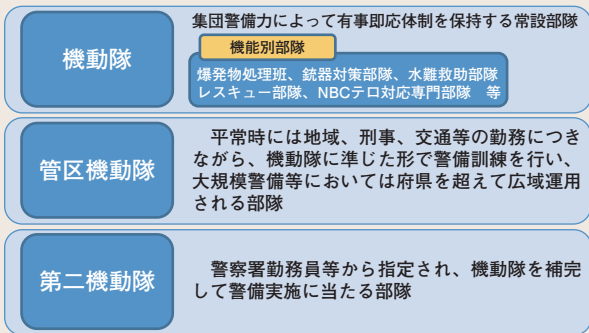 機動隊
集団警備力によって有事即応体制を保持する常設部隊
機能別部隊
爆発物処理班、銃器対策部隊、水難救助部隊
レスキュー部隊、NBCテロ対応専門部隊　等
管区機動隊
　平常時には地域、刑事、交通等の勤務につき
ながら、機動隊に準じた形で警備訓練を行い、
大規模警備等においては府県を超えて広域運用
される部隊
第二機動隊
　警察署勤務員等から指定され、機動隊を補完
して警備実施に当たる部隊